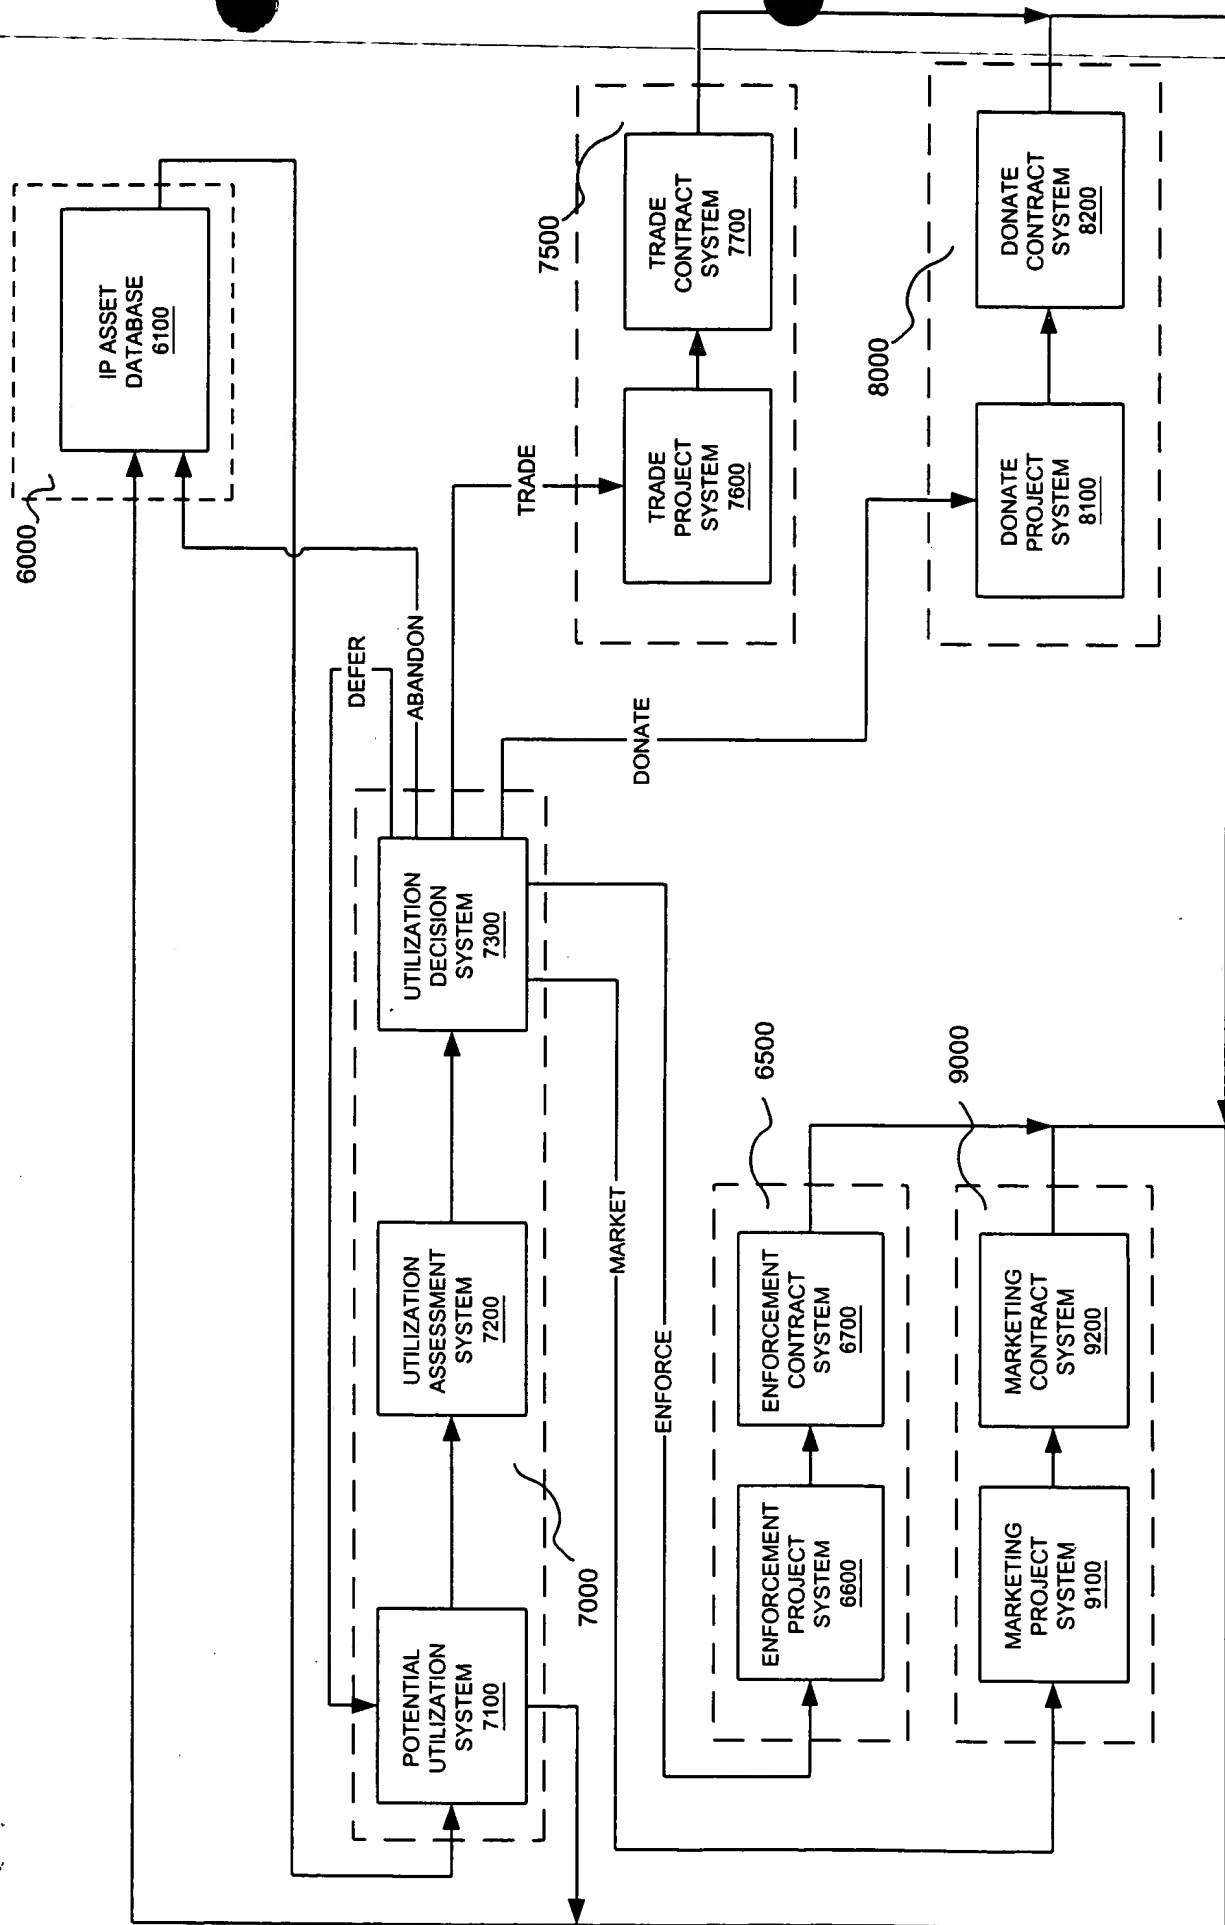 6000
IP ASSET
DATABASE
6100
DEFER
ABANDON
TRADE
DONATE
MARKET
ENFORCE
POTENTIAL
UTILIZATION
SYSTEM
7100
UTILIZATION
ASSESSMENT
SYSTEM
7200
UTILIZATION
DECISION
SYSTEM
7300
7000
7500
TRADE
PROJECT
SYSTEM
7600
TRADE
CONTRACT
SYSTEM
7700
6500
ENFORCEMENT
PROJECT
SYSTEM
6600
ENFORCEMENT
CONTRACT
SYSTEM
6700
8000
DONATE
PROJECT
SYSTEM
8100
DONATE
CONTRACT
SYSTEM
8200
9000
MARKETING
PROJECT
SYSTEM
9100
MARKETING
CONTRACT
SYSTEM
9200